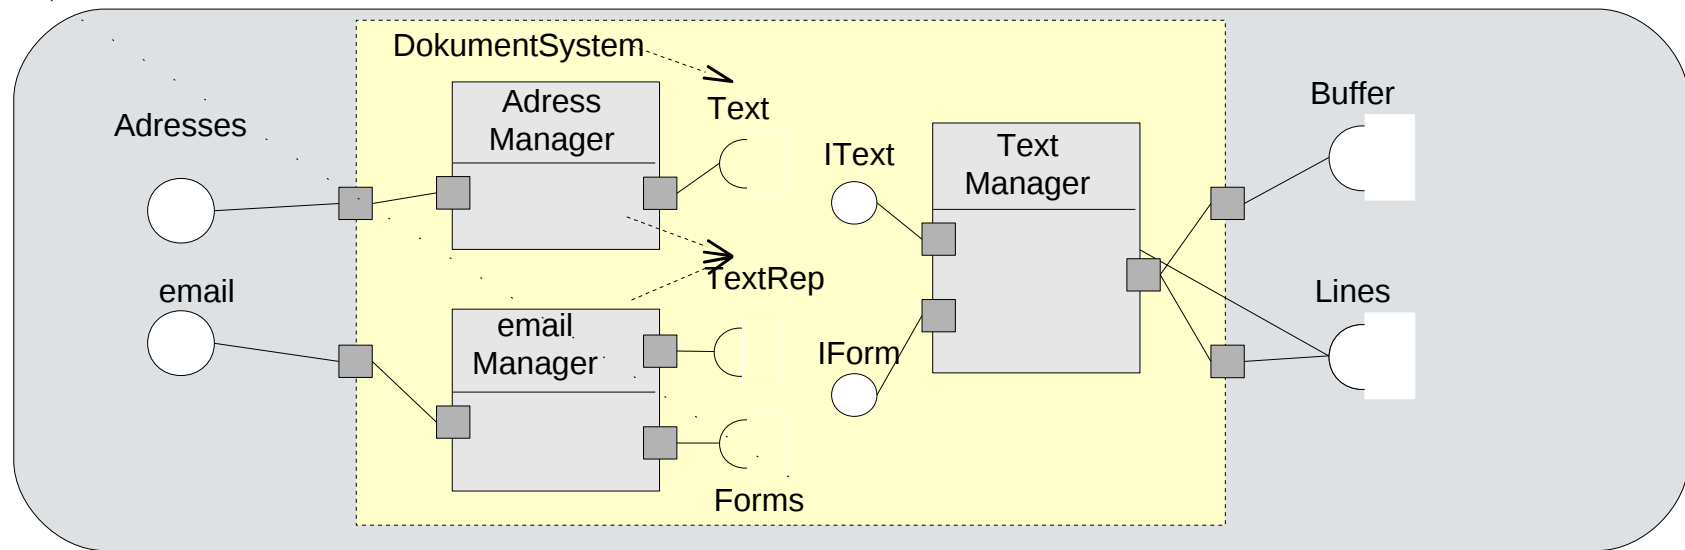 DokumentSystem
Adresses
Adress
Manager
Text
IText
Text
Manager
Buffer
email
TextRep
Lines
email
Manager
IForm
Forms